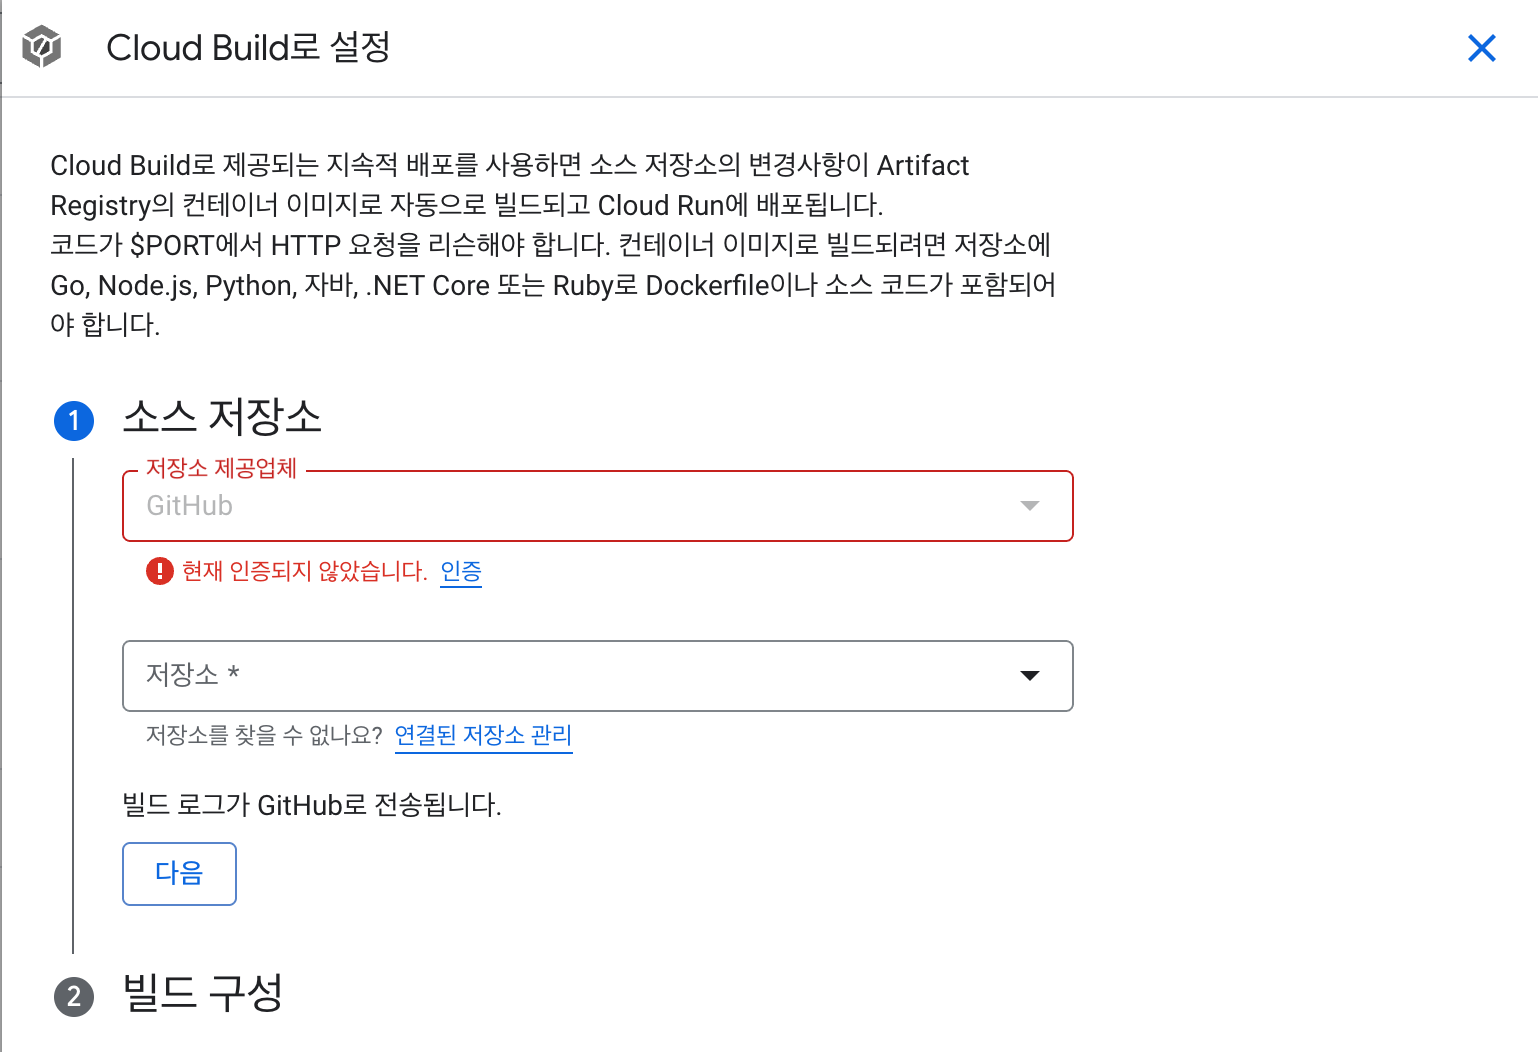 Cloud Build로 설정
Cloud Build로 제공되는 지속적 배포를 사용하면 소스 저장소의 변경사항이 Artifact
Registry의 컨테이너 이미지로 자동으로 빌드되고 Cloud Run에 배포됩니다.
코드가 $PORT에서 HTTP 요청을 리슨해야 합니다. 컨테이너 이미지로 빌드되려면 저장소에
Go, Node.js, Python, 자바, .NET Core 또는 Ruby로 Dockerfile이나 소스 코드가 포함되어
야 합니다.
1 소스 저장소
저장소 제공업체
GitHub
현재 인증되지 않았습니다. 인증
저장소 *
저장소를 찾을 수 없나요? 연결된 저장소 관리
빌드 로그가 GitHub로 전송됩니다.
다음
2 빌드 구성